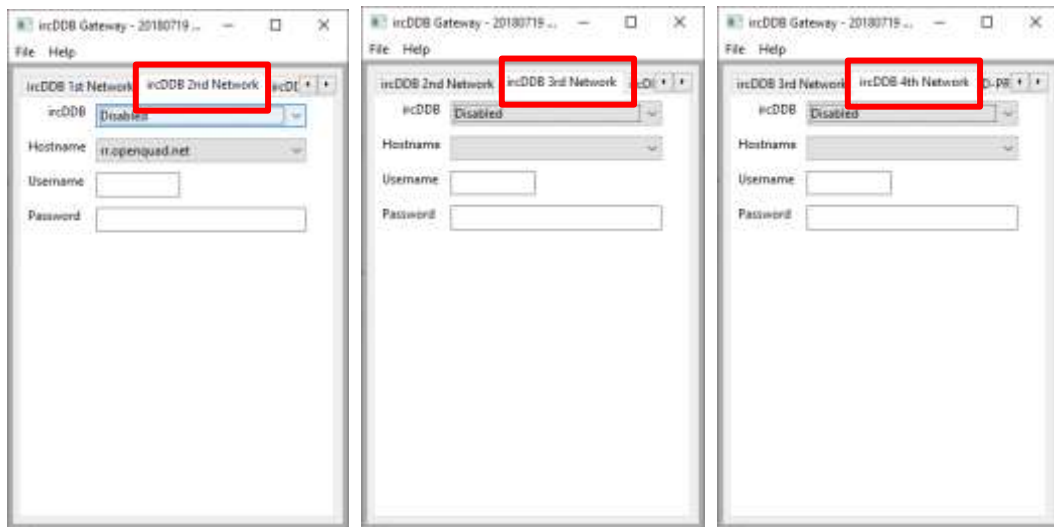 ircDDB Gateway - 20180719 ...
File Help
ircDDB 1st Network
ircDDB 2nd Network
ircDD
ircDDB
Disabled
Hostname
rr.openquad.net
Username
Password
ircDDB Gateway - 20180719 ...
File Help
ircDDB 2nd Network
ircDDB 3rd Network
ircDDB
Disabled
Hostname
Username
Password
ircDDB Gateway - 20180719 ...
File Help
ircDDB 3rd Network
ircDDB 4th Network
D-PR
ircDDB
Disabled
Hostname
Username
Password